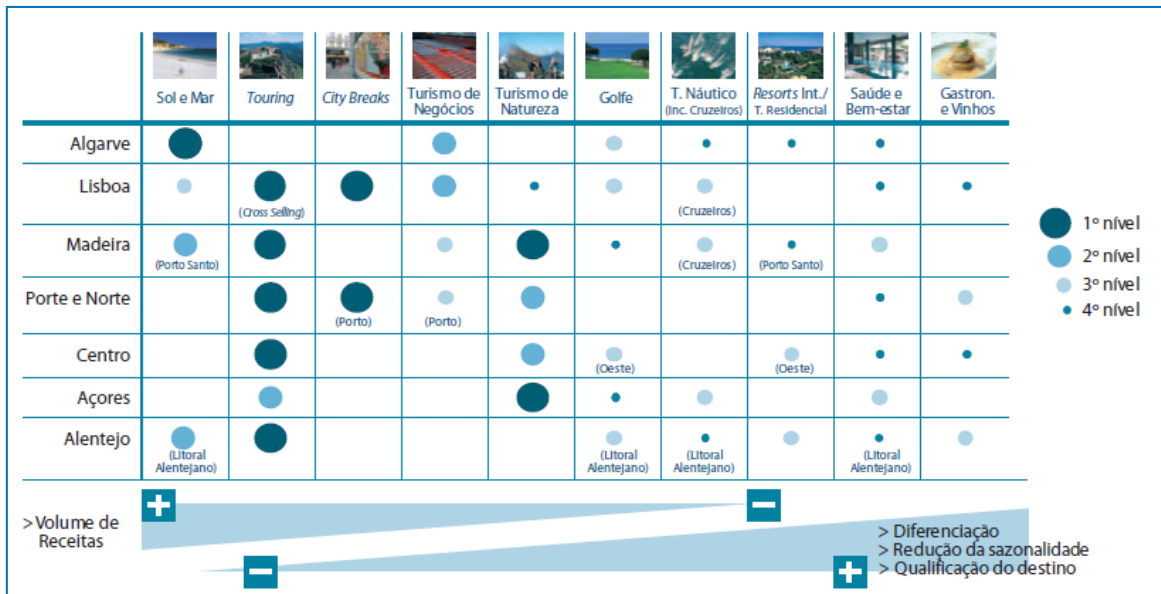 Sol e Mar
Touring
City Breaks
Turismo de
Negócios
Turismo de
Natureza
Golfe
T. Náutico
(Inc. Cruzeiros)
Resorts Int./
T. Residencial
Saúde e
Bem-estar
Gastron.
e Vinhos
Algarve
Lisboa
(Cross Selling)
(Cruzeiros)
Madeira
(Porto Santo)
(Cruzeiros)
(Porto Santo)
Porte e Norte
(Porto)
(Porto)
Centro
(Oeste)
(Oeste)
Açores
Alentejo
(Litoral
Alentejano)
(Litoral
Alentejano)
(Litoral
Alentejano)
(Litoral
Alentejano)
1º nível
2º nível
3º nível
4º nível
+
−
> Volume de
Receitas
−
+
> Diferenciação
> Redução da sazonalidade
> Qualificação do destino